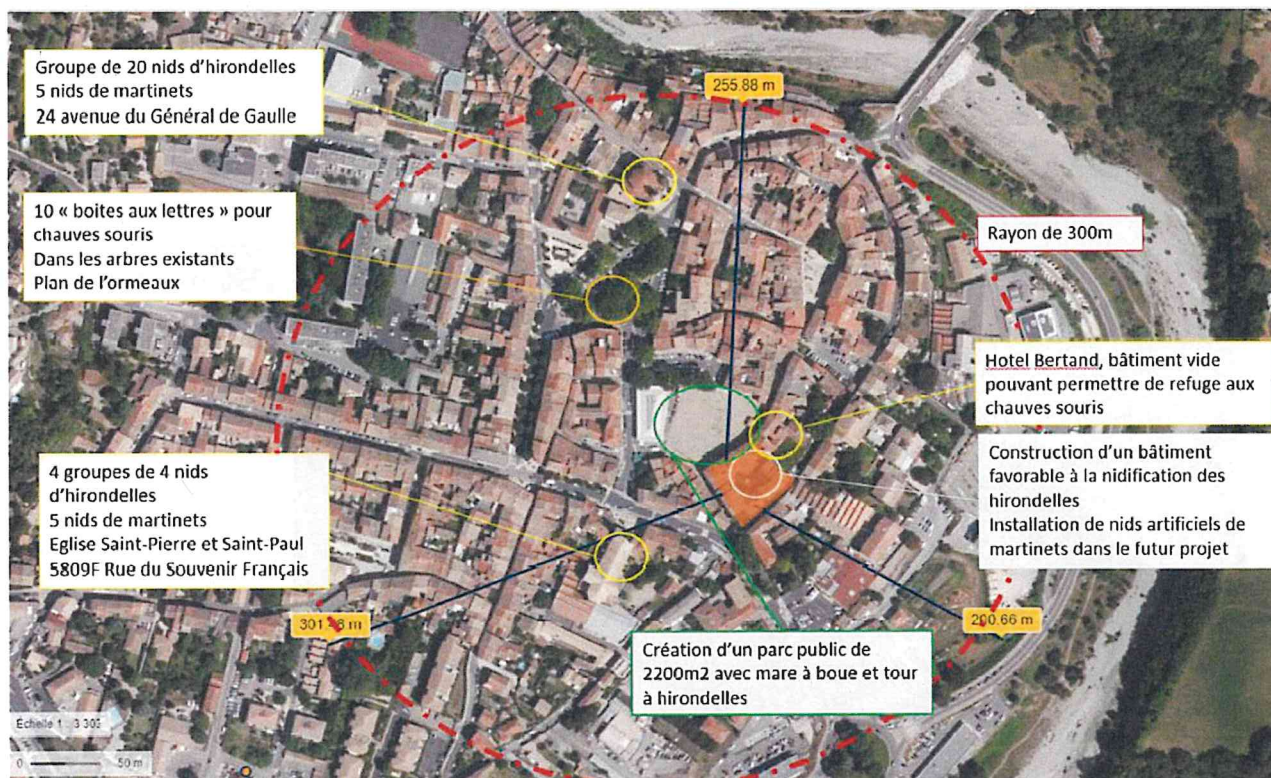 Groupe de 20 nids d'hirondelles
5 nids de martinets
24 avenue du Général de Gaulle
255.88 m
10 « boites aux lettres » pour
chauves souris
Dans les arbres existants
Plan de l'ormeaux
Rayon de 300m
Hotel Bertand, bâtiment vide
pouvant permettre de refuge aux
chauves souris
Construction d'un bâtiment
favorable à la nidification des
hirondelles
Installation de nids artificiels de
martinets dans le futur projet
4 groupes de 4 nids
d'hirondelles
5 nids de martinets
Eglise Saint-Pierre et Saint-Paul
5809F Rue du Souvenir Français
m
m
Création d'un parc public de
2200m2 avec mare à boue et tour
à hirondelles
Échelle 1 : 3 302
0 50 m